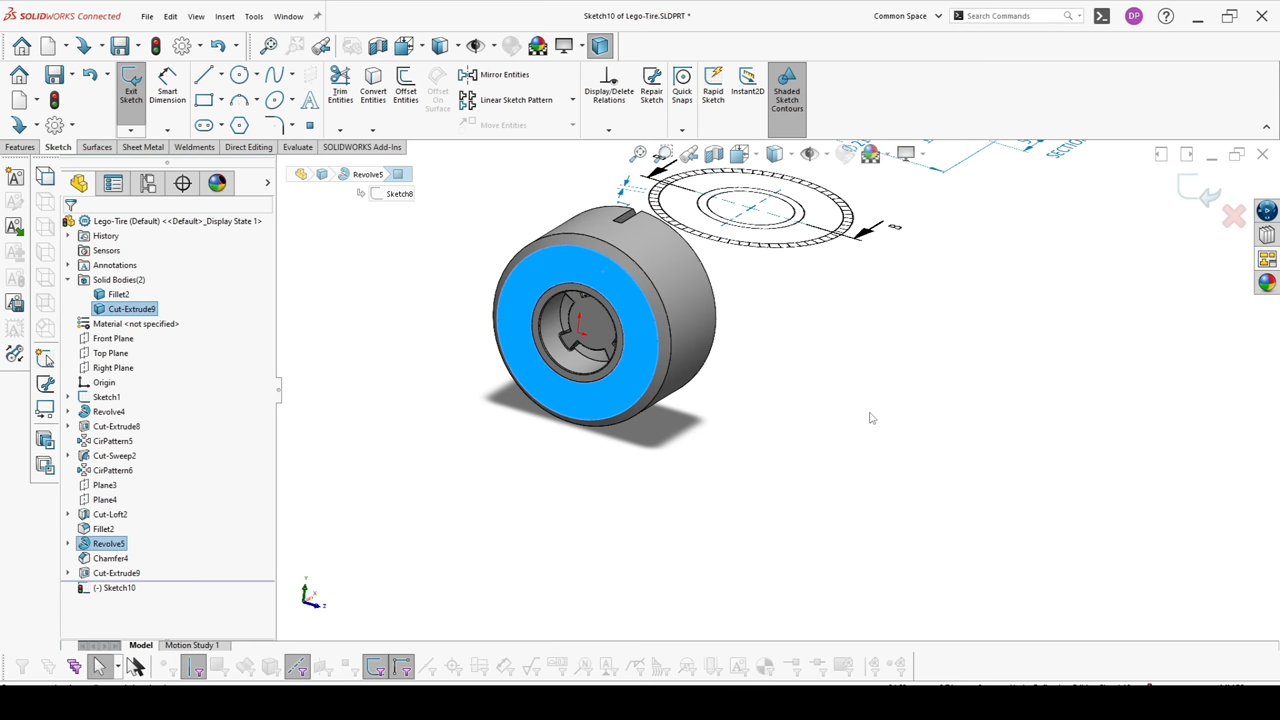 SOLIDWORKS Connected
File
Edit
View
Insert
Tools
Window
Sketch10 of Lego-Tire.SLDPRT *
Common Space
Search Commands
DP
Exit Sketch
Smart Dimension
Trim Entities
Convert Entities
Offset Entities
Offset On Surface
Mirror Entities
Linear Sketch Pattern
Move Entities
Display/Delete Relations
Repair Sketch
Quick Snaps
Rapid Sketch
Instant2D
Shaded Sketch Contours
Features
Sketch
Surfaces
Sheet Metal
Weldments
Direct Editing
Evaluate
SOLIDWORKS Add-Ins
Revolve5
Sketch8
SECTION
B
Lego-Tire (Default) <<Default>_Display State 1>
History
Sensors
Annotations
Solid Bodies(2)
Fillet2
Cut-Extrude9
Material <not specified>
Front Plane
Top Plane
Right Plane
Origin
Sketch1
Revolve4
Cut-Extrude8
CirPattern5
Cut-Sweep2
CirPattern6
Plane3
Plane4
Cut-Loft2
Fillet2
Revolve5
Chamfer4
Cut-Extrude9
(-) Sketch10
Y
X
Z
Model
Motion Study 1